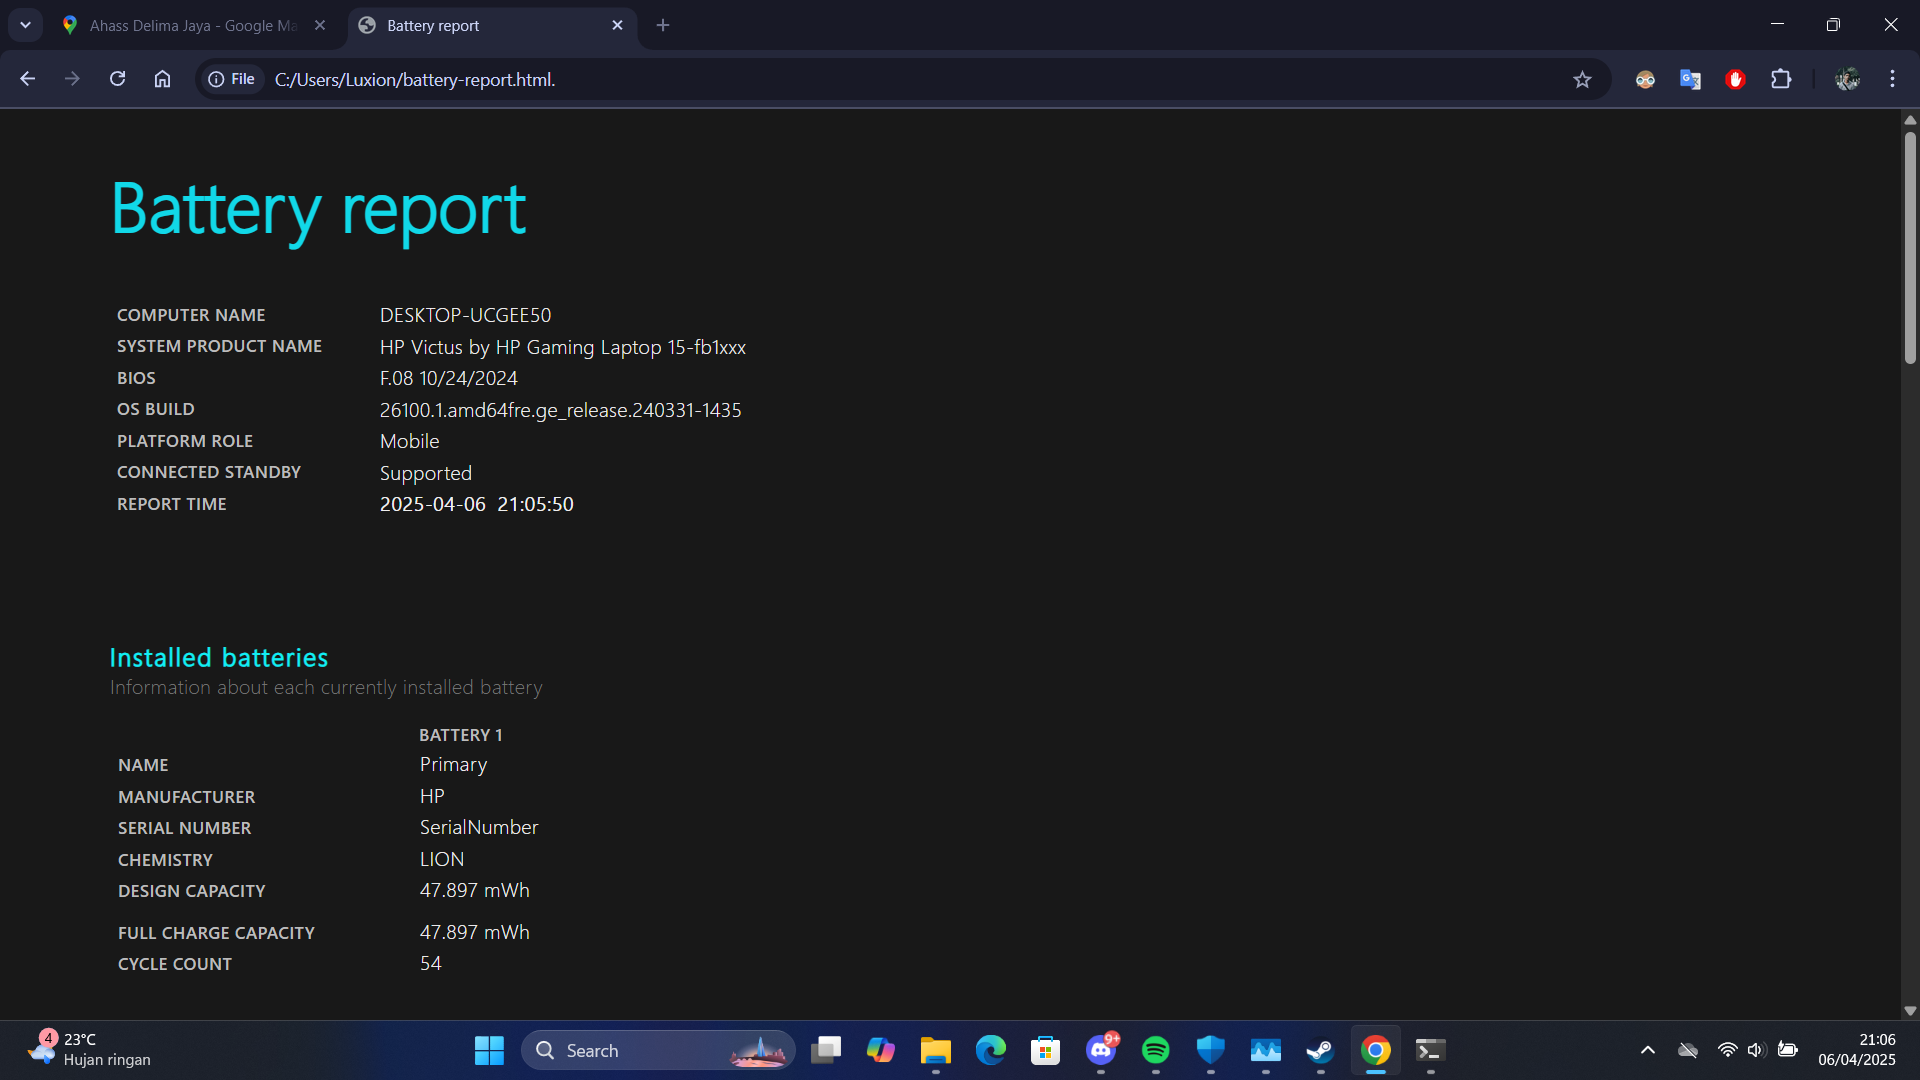 Ahass Delima Jaya - Google Ma
Battery report
File
C:/Users/Luxion/battery-report.html.
Battery report
COMPUTER NAME DESKTOP-UCGEE50
SYSTEM PRODUCT NAME HP Victus by HP Gaming Laptop 15-fb1xxx
BIOS F.08 10/24/2024
OS BUILD 26100.1.amd64fre.ge_release.240331-1435
PLATFORM ROLE Mobile
CONNECTED STANDBY Supported
REPORT TIME 2025-04-06 21:05:50
Installed batteries
Information about each currently installed battery
BATTERY 1
NAME Primary
MANUFACTURER HP
SERIAL NUMBER SerialNumber
CHEMISTRY LION
DESIGN CAPACITY 47.897 mWh
FULL CHARGE CAPACITY 47.897 mWh
CYCLE COUNT 54
4
23°C
Hujan ringan
Search
9+
21:06
06/04/2025